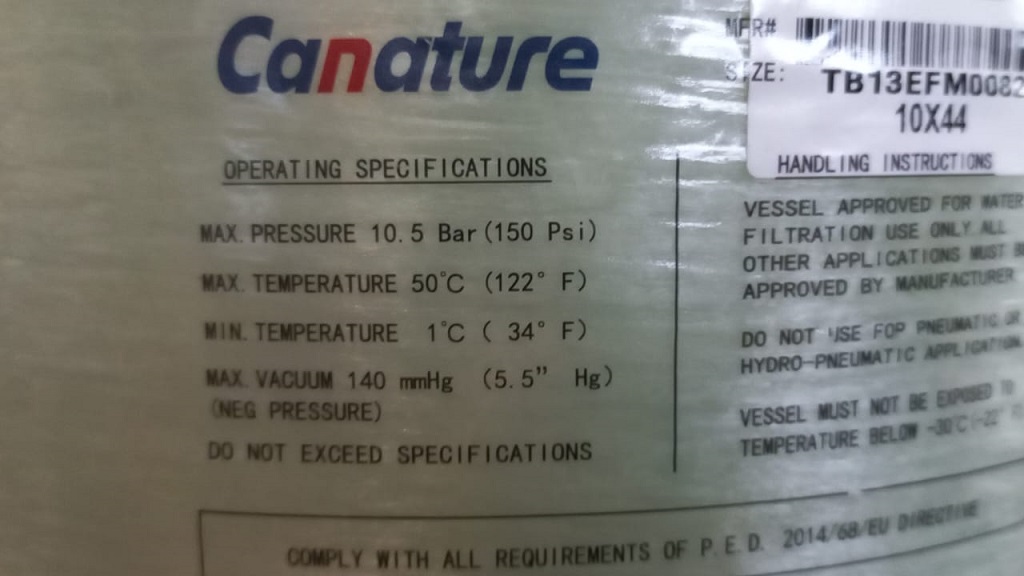 Canature
OPERATING SPECIFICATIONS
MAX. PRESSURE 10.5 Bar (150 Psi)
MAX. TEMPERATURE 50°C (122° F)
MIN. TEMPERATURE 1°C ( 34° F)
MAX. VACUUM 140 mmHg (5.5" Hg)
(NEG PRESSURE)
DO NOT EXCEED SPECIFICATIONS
MFR#
SIZE:
TB13EFM0082
10X44
HANDLING INSTRUCTIONS
VESSEL APPROVED FOR WATER
FILTRATION USE ONLY. ALL
OTHER APPLICATIONS MUST
APPROVED BY MANUFACTURER
DO NOT USE FOR PNEUMATIC OR
HYDRO-PNEUMATIC APPLICATION
VESSEL MUST NOT BE EXPOSED TO
TEMPERATURE BELOW -30°C
COMPLY WITH ALL REQUIREMENTS OF P.E.D. 2014/68/EU DIRECTIVE